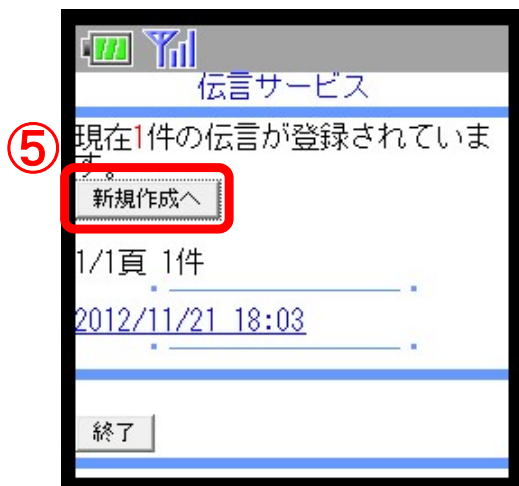 伝言サービス
⑤
現在1件の伝言が登録されていま
す。
新規作成へ
1/1頁 1件
2012/11/21 18:03
終了